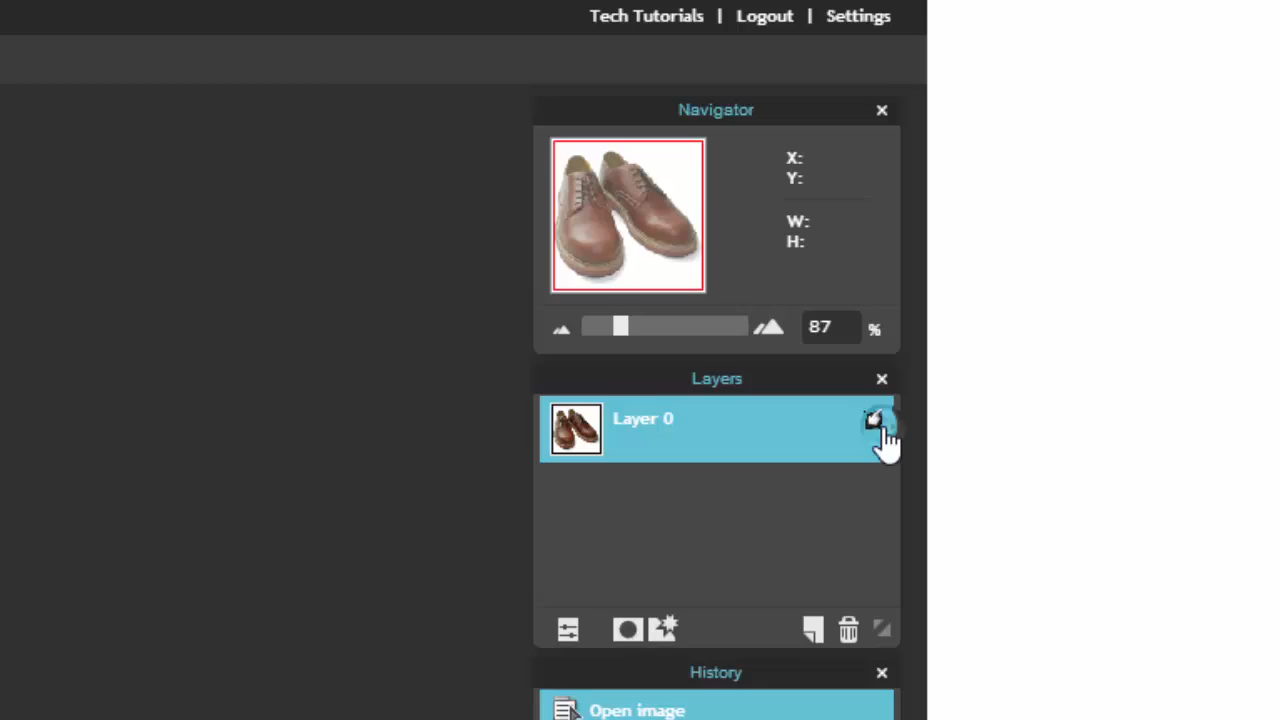 Tech Tutorials | Logout | Settings
Navigator
X:
Y:
W:
H:
87 %
Layers
Layer 0
History
Open image